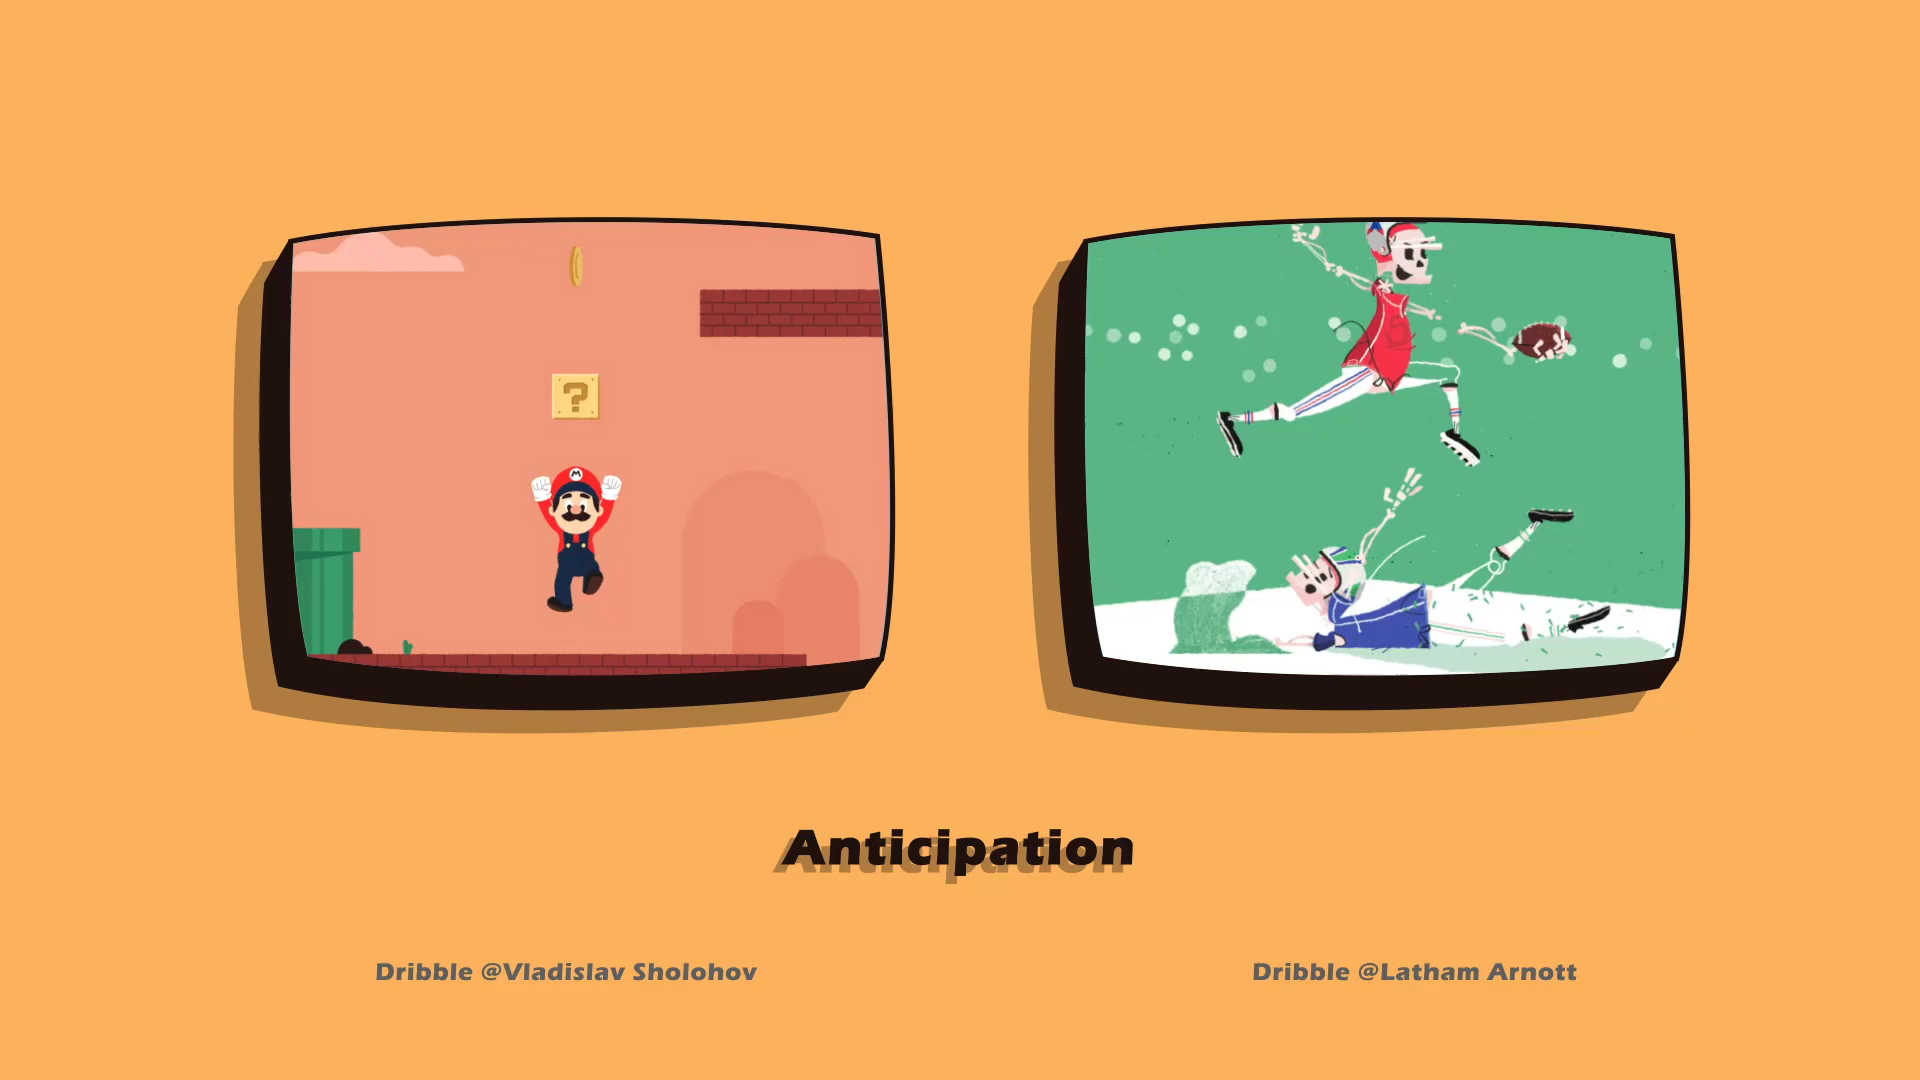 ?
M
Anticipation
Dribble @Vladislav Sholohov
Dribble @Latham Arnott